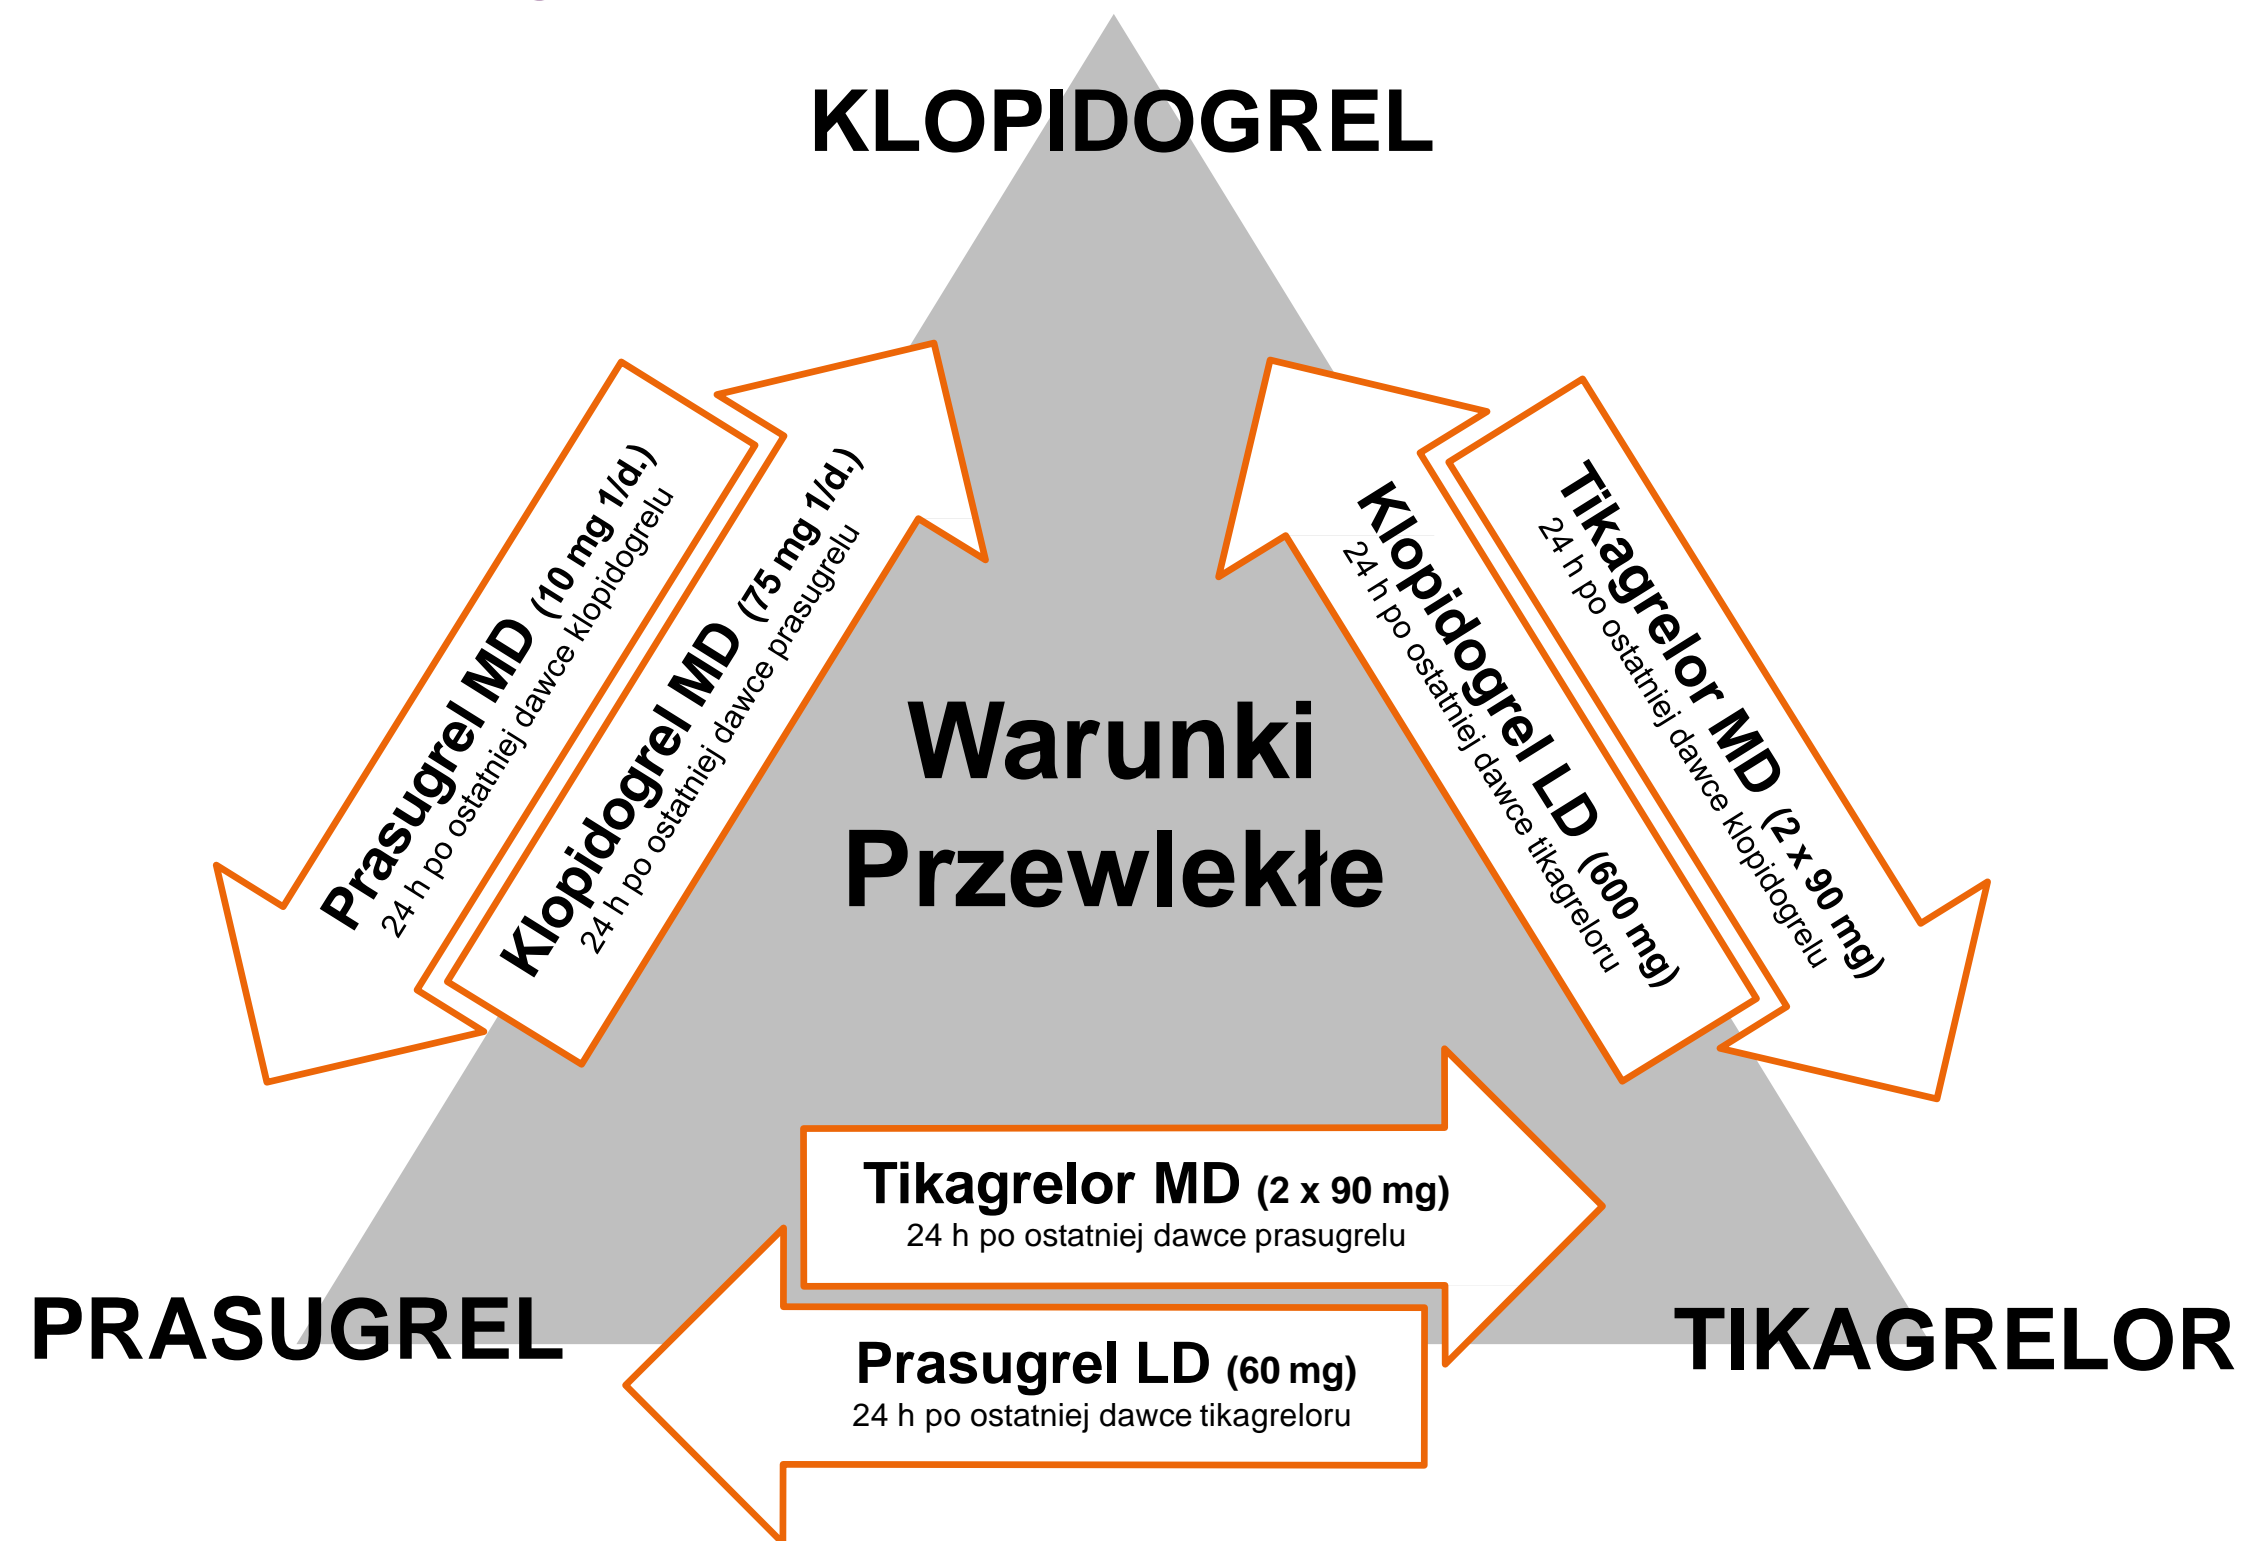 KLOPIDOGREL
Prasugrel MD (10 mg 1/d.)
24 h po ostatniej dawce klopidogrelu
Klopidogrel MD (75 mg 1/d.)
24 h po ostatniej dawce prasugrelu
Klopidogrel LD (600 mg)
24 h po ostatniej dawce tikagreloru
Tikagrelor MD (2 x 90 mg)
24 h po ostatniej dawce klopidogrelu
Warunki
Przewlekłe
Tikagrelor MD (2 x 90 mg)
24 h po ostatniej dawce prasugrelu
PRASUGREL
TIKAGRELOR
Prasugrel LD (60 mg)
24 h po ostatniej dawce tikagreloru